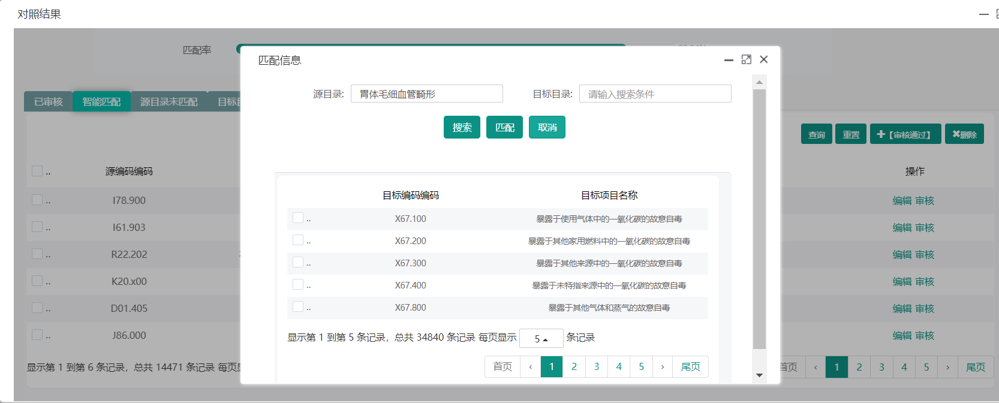 对照结果
匹配率
匹配信息
源目录: 胃体毛细血管畸形 目标目录: 请输入搜索条件
搜索 匹配 取消
已审核 智能匹配 源目录未匹配 目标
查询 重置 【审核通过】 删除
.. 源编码编码 操作
.. I78.900 编辑 审核
.. I61.903 编辑 审核
.. R22.202 编辑 审核
.. K20.x00 编辑 审核
.. D01.405 编辑 审核
.. J86.000 编辑 审核
目标编码编码 目标项目名称
.. X67.100 暴露于使用气体中的一氧化碳的故意自毒
.. X67.200 暴露于其他家用燃料中的一氧化碳的故意自毒
.. X67.300 暴露于其他来源中的一氧化碳的故意自毒
.. X67.400 暴露于未特指来源中的一氧化碳的故意自毒
.. X67.800 暴露于其他气体和蒸气的故意自毒
显示第 1 到第 5 条记录，总共 34840 条记录 每页显示 5 条记录
首页 ‹ 1 2 3 4 5 › 尾页
显示第 1 到第 6 条记录，总共 14471 条记录 每页
首页 ‹ 1 2 3 4 5 › 尾页